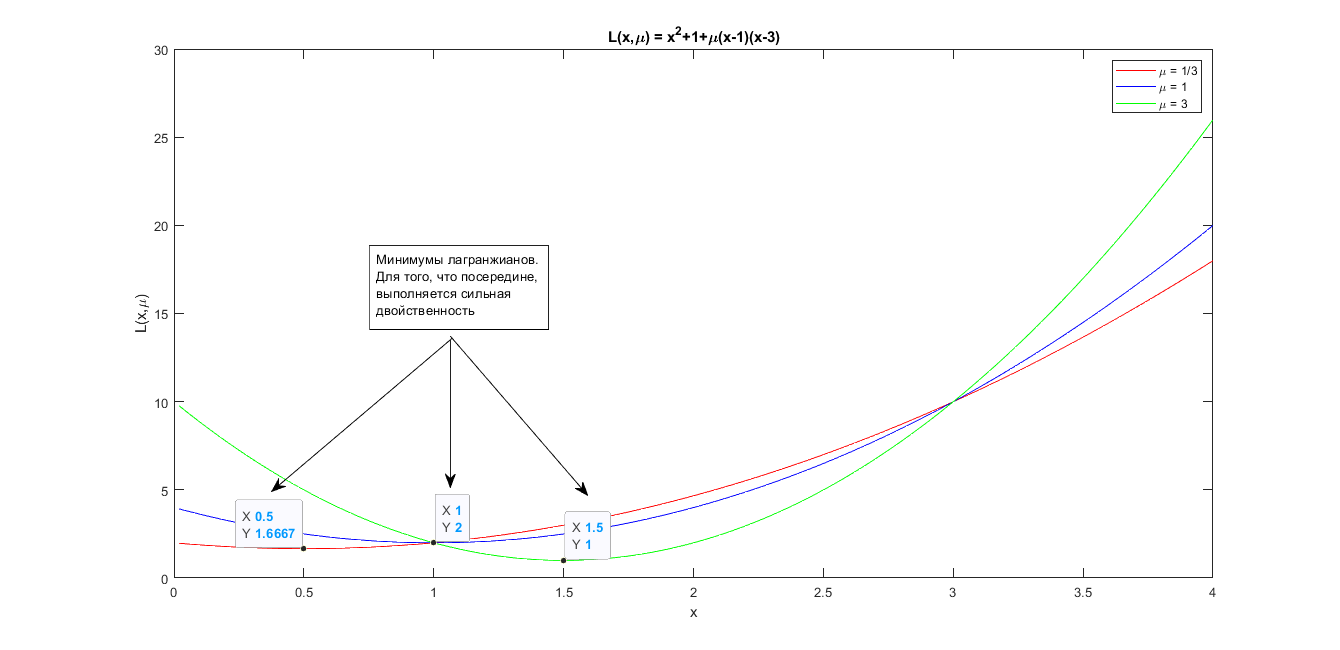 L(x,μ) = x²+1+μ(x-1)(x-3)
μ = 1/3
μ = 1
μ = 3
30
25
20
15
10
5
0
L(x,μ)
Минимумы лагранжианов.
Для того, что посередине,
выполняется сильная
двойственность
X 0.5
Y 1.6667
X 1
Y 2
X 1.5
Y 1
0
0.5
1
1.5
2
2.5
3
3.5
4
x